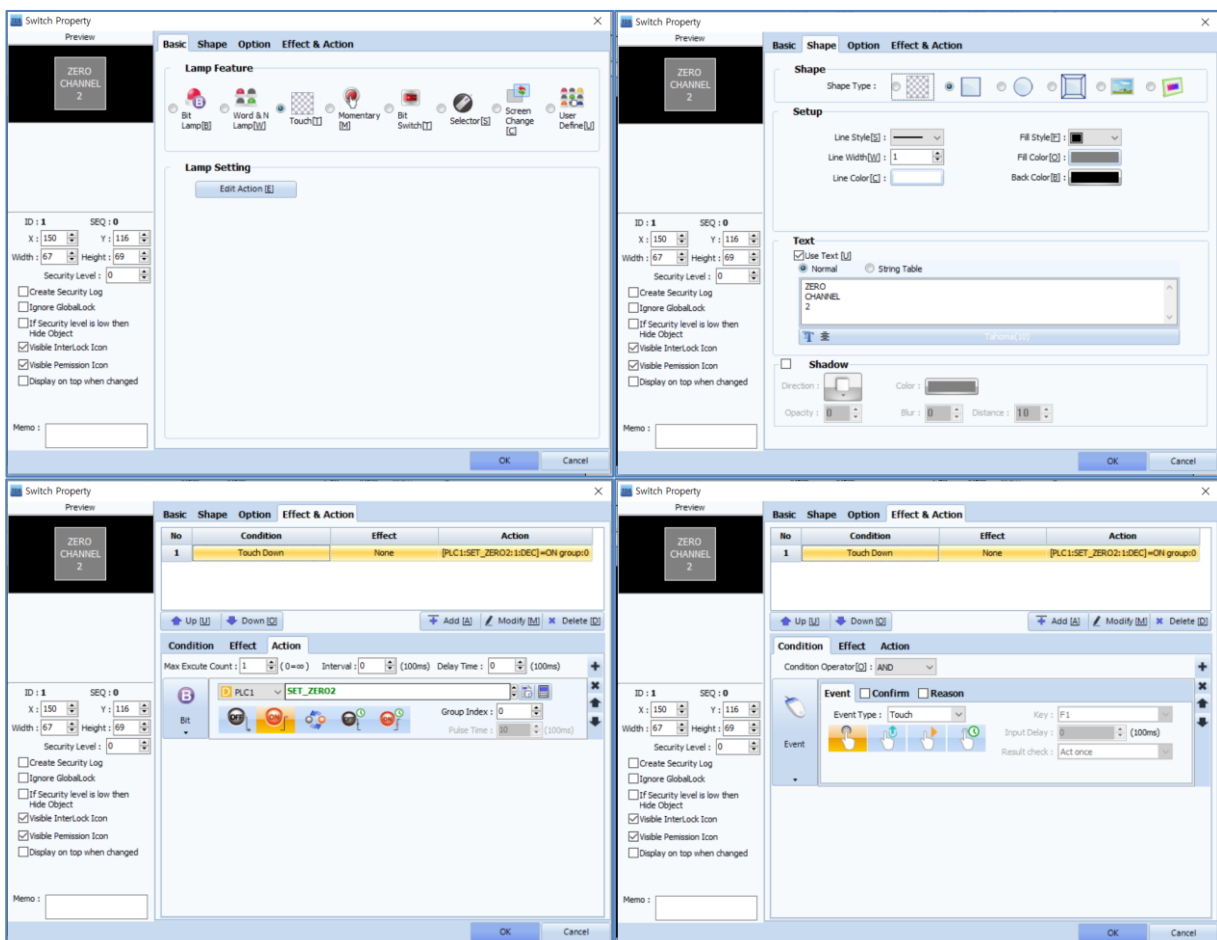 Switch Property
Preview
ZERO
CHANNEL
2
ID : 1 SEQ : 0
X : 150 Y : 116
Width : 67 Height : 69
Security Level : 0
Create Security Log
Ignore GlobalLock
If Security level is low then
Hide Object
Visible InterLock Icon
Visible Pemission Icon
Display on top when changed
Memo :
Basic Shape Option Effect & Action
Lamp Feature
Bit
Lamp[B]
Word & N
Lamp[W]
Touch[T]
Momentary
[M]
Bit
Switch[T]
Selector[S]
Screen
Change
[C]
User
Define[U]
Lamp Setting
Edit Action [E]
OK Cancel
Switch Property
Preview
ZERO
CHANNEL
2
ID : 1 SEQ : 0
X : 150 Y : 116
Width : 67 Height : 69
Security Level : 0
Create Security Log
Ignore GlobalLock
If Security level is low then
Hide Object
Visible InterLock Icon
Visible Pemission Icon
Display on top when changed
Memo :
Basic Shape Option Effect & Action
Shape
Shape Type :
Setup
Line Style[S] : Fill Style[F] :
Line Width[W] : 1 Fill Color[O] :
Line Color[C] : Back Color[B] :
Text
Use Text [U]
Normal String Table
ZERO
CHANNEL
2
Shadow
Direction : Color :
Opacity : 0 Blur : 0 Distance : 10
OK Cancel
Switch Property
Preview
ZERO
CHANNEL
2
ID : 1 SEQ : 0
X : 150 Y : 116
Width : 67 Height : 69
Security Level : 0
Create Security Log
Ignore GlobalLock
If Security level is low then
Hide Object
Visible InterLock Icon
Visible Pemission Icon
Display on top when changed
Memo :
Basic Shape Option Effect & Action
No Condition Effect Action
1 Touch Down None [PLC1:SET_ZERO2:1:DEC]=ON group:0
Up [U] Down [O] Add [A] Modify [M] Delete [D]
Condition Effect Action
Max Excute Count : 1 ( 0=∞ ) Interval : 0 (100ms) Delay Time : 0 (100ms)
Bit
PLC1 SET_ZERO2
OFF ON OFF ON
Group Index : 0
Pulse Time : 10 (100ms)
OK Cancel
Switch Property
Preview
ZERO
CHANNEL
2
ID : 1 SEQ : 0
X : 150 Y : 116
Width : 67 Height : 69
Security Level : 0
Create Security Log
Ignore GlobalLock
If Security level is low then
Hide Object
Visible InterLock Icon
Visible Pemission Icon
Display on top when changed
Memo :
Basic Shape Option Effect & Action
No Condition Effect Action
1 Touch Down None [PLC1:SET_ZERO2:1:DEC]=ON group:0
Up [U] Down [O] Add [A] Modify [M] Delete [D]
Condition Effect Action
Condition Operator[O] : AND
Event
Event Confirm Reason
Event Type : Touch Key : F1
Input Delay : 0 (100ms)
Result check : Act once
OK Cancel